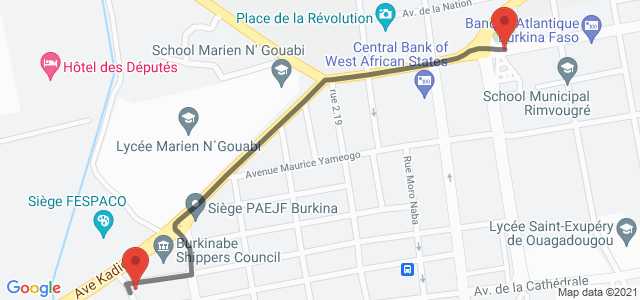 Av. de la Nation
Place de la Révolution
Banque Atlantique
Burkina Faso
School Marien N' Gouabi
Central Bank of
West African States
Hôtel des Députés
School Municipal
Rimvougré
rue 2.19
Lycée Marien N'Gouabi
Avenue Maurice Yameogo
Rue Moro Naba
Siège FESPACO
Siège PAEJF Burkina
Lycée Saint-Exupéry
de Ouagadougou
Burkinabe
Shippers Council
Ave Kadio
Av. de la Cathédrale
Google
Map data ©2021